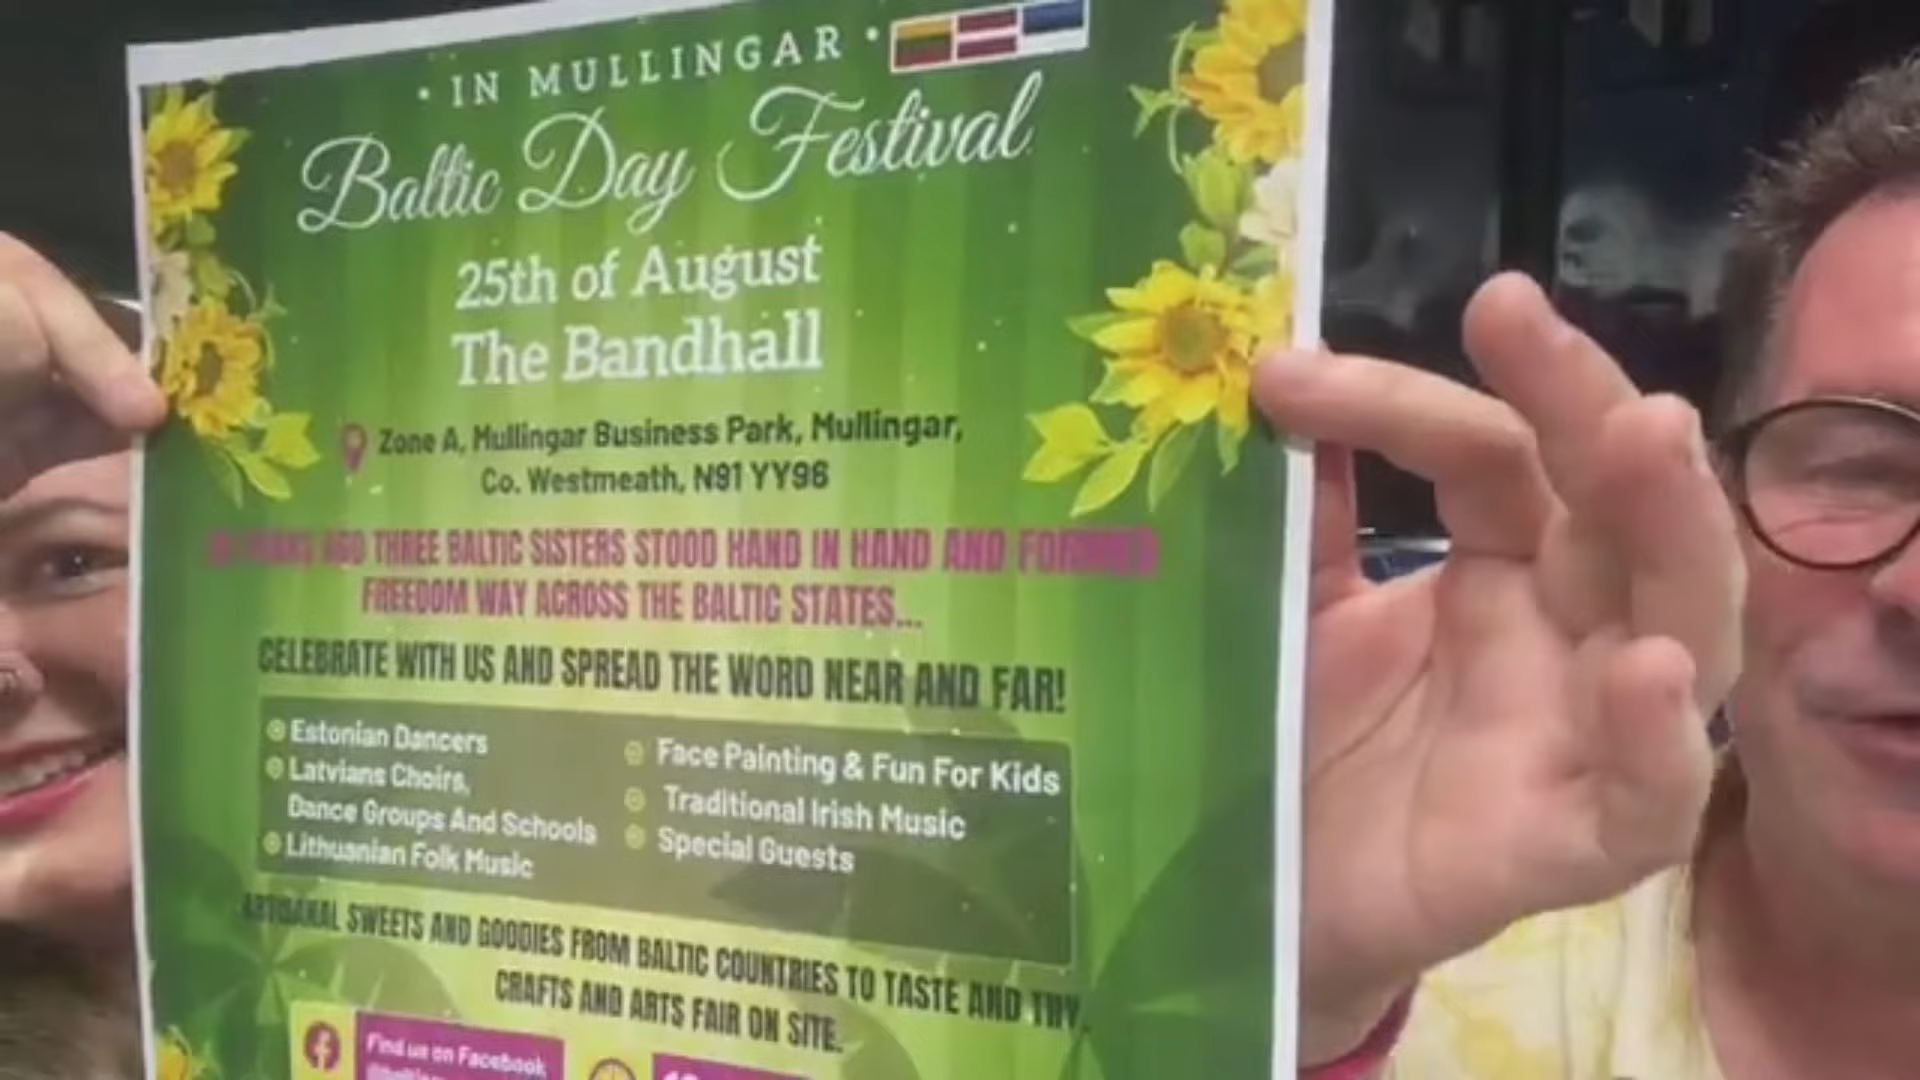 • IN MULLINGAR •
Baltic Day Festival
25th of August
The Bandhall
Zone A, Mullingar Business Park, Mullingar,
Co. Westmeath, N91 YY96
AGO THREE BALTIC SISTERS STOOD HAND IN HAND AND FORMED
FREEDOM WAY ACROSS THE BALTIC STATES...
CELEBRATE WITH US AND SPREAD THE WORD NEAR AND FAR!
Estonian Dancers
Latvians Choirs,
Dance Groups And Schools
Lithuanian Folk Music
Face Painting & Fun For Kids
Traditional Irish Music
Special Guests
ARTISANAL SWEETS AND GOODIES FROM BALTIC COUNTRIES TO TASTE AND TRY.
CRAFTS AND ARTS FAIR ON SITE.
Find us on Facebook